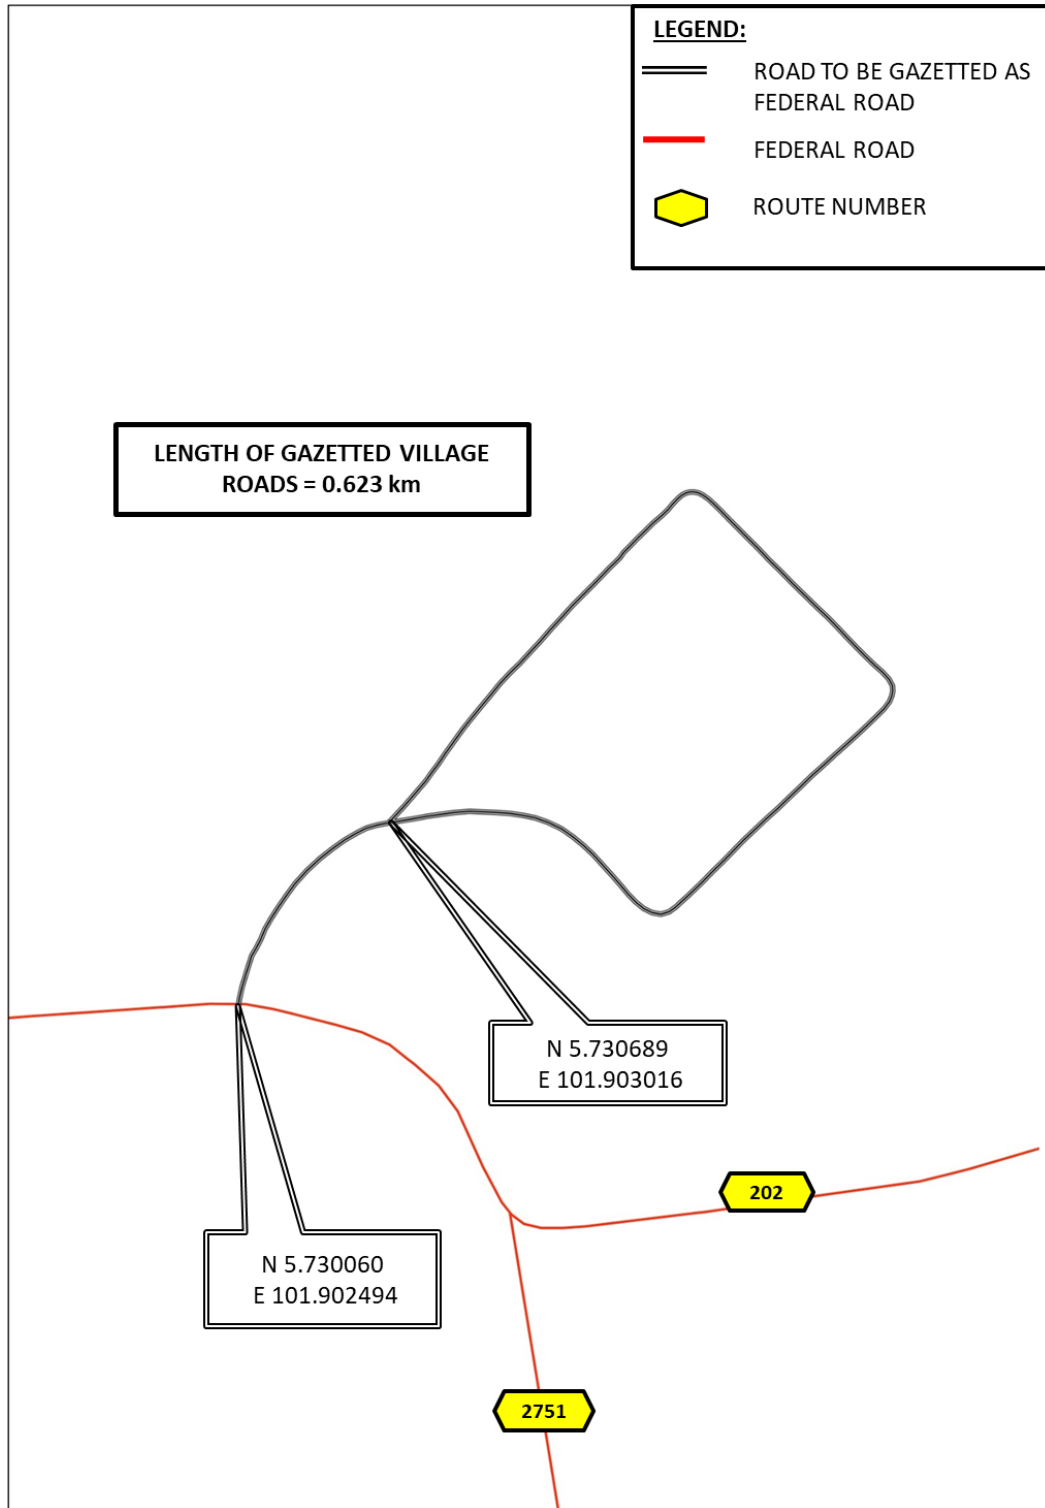 LEGEND:
ROAD TO BE GAZETTED AS
FEDERAL ROAD
FEDERAL ROAD
ROUTE NUMBER
LENGTH OF GAZETTED VILLAGE
ROADS = 0.623 km
N 5.730689
E 101.903016
202
N 5.730060
E 101.902494
2751